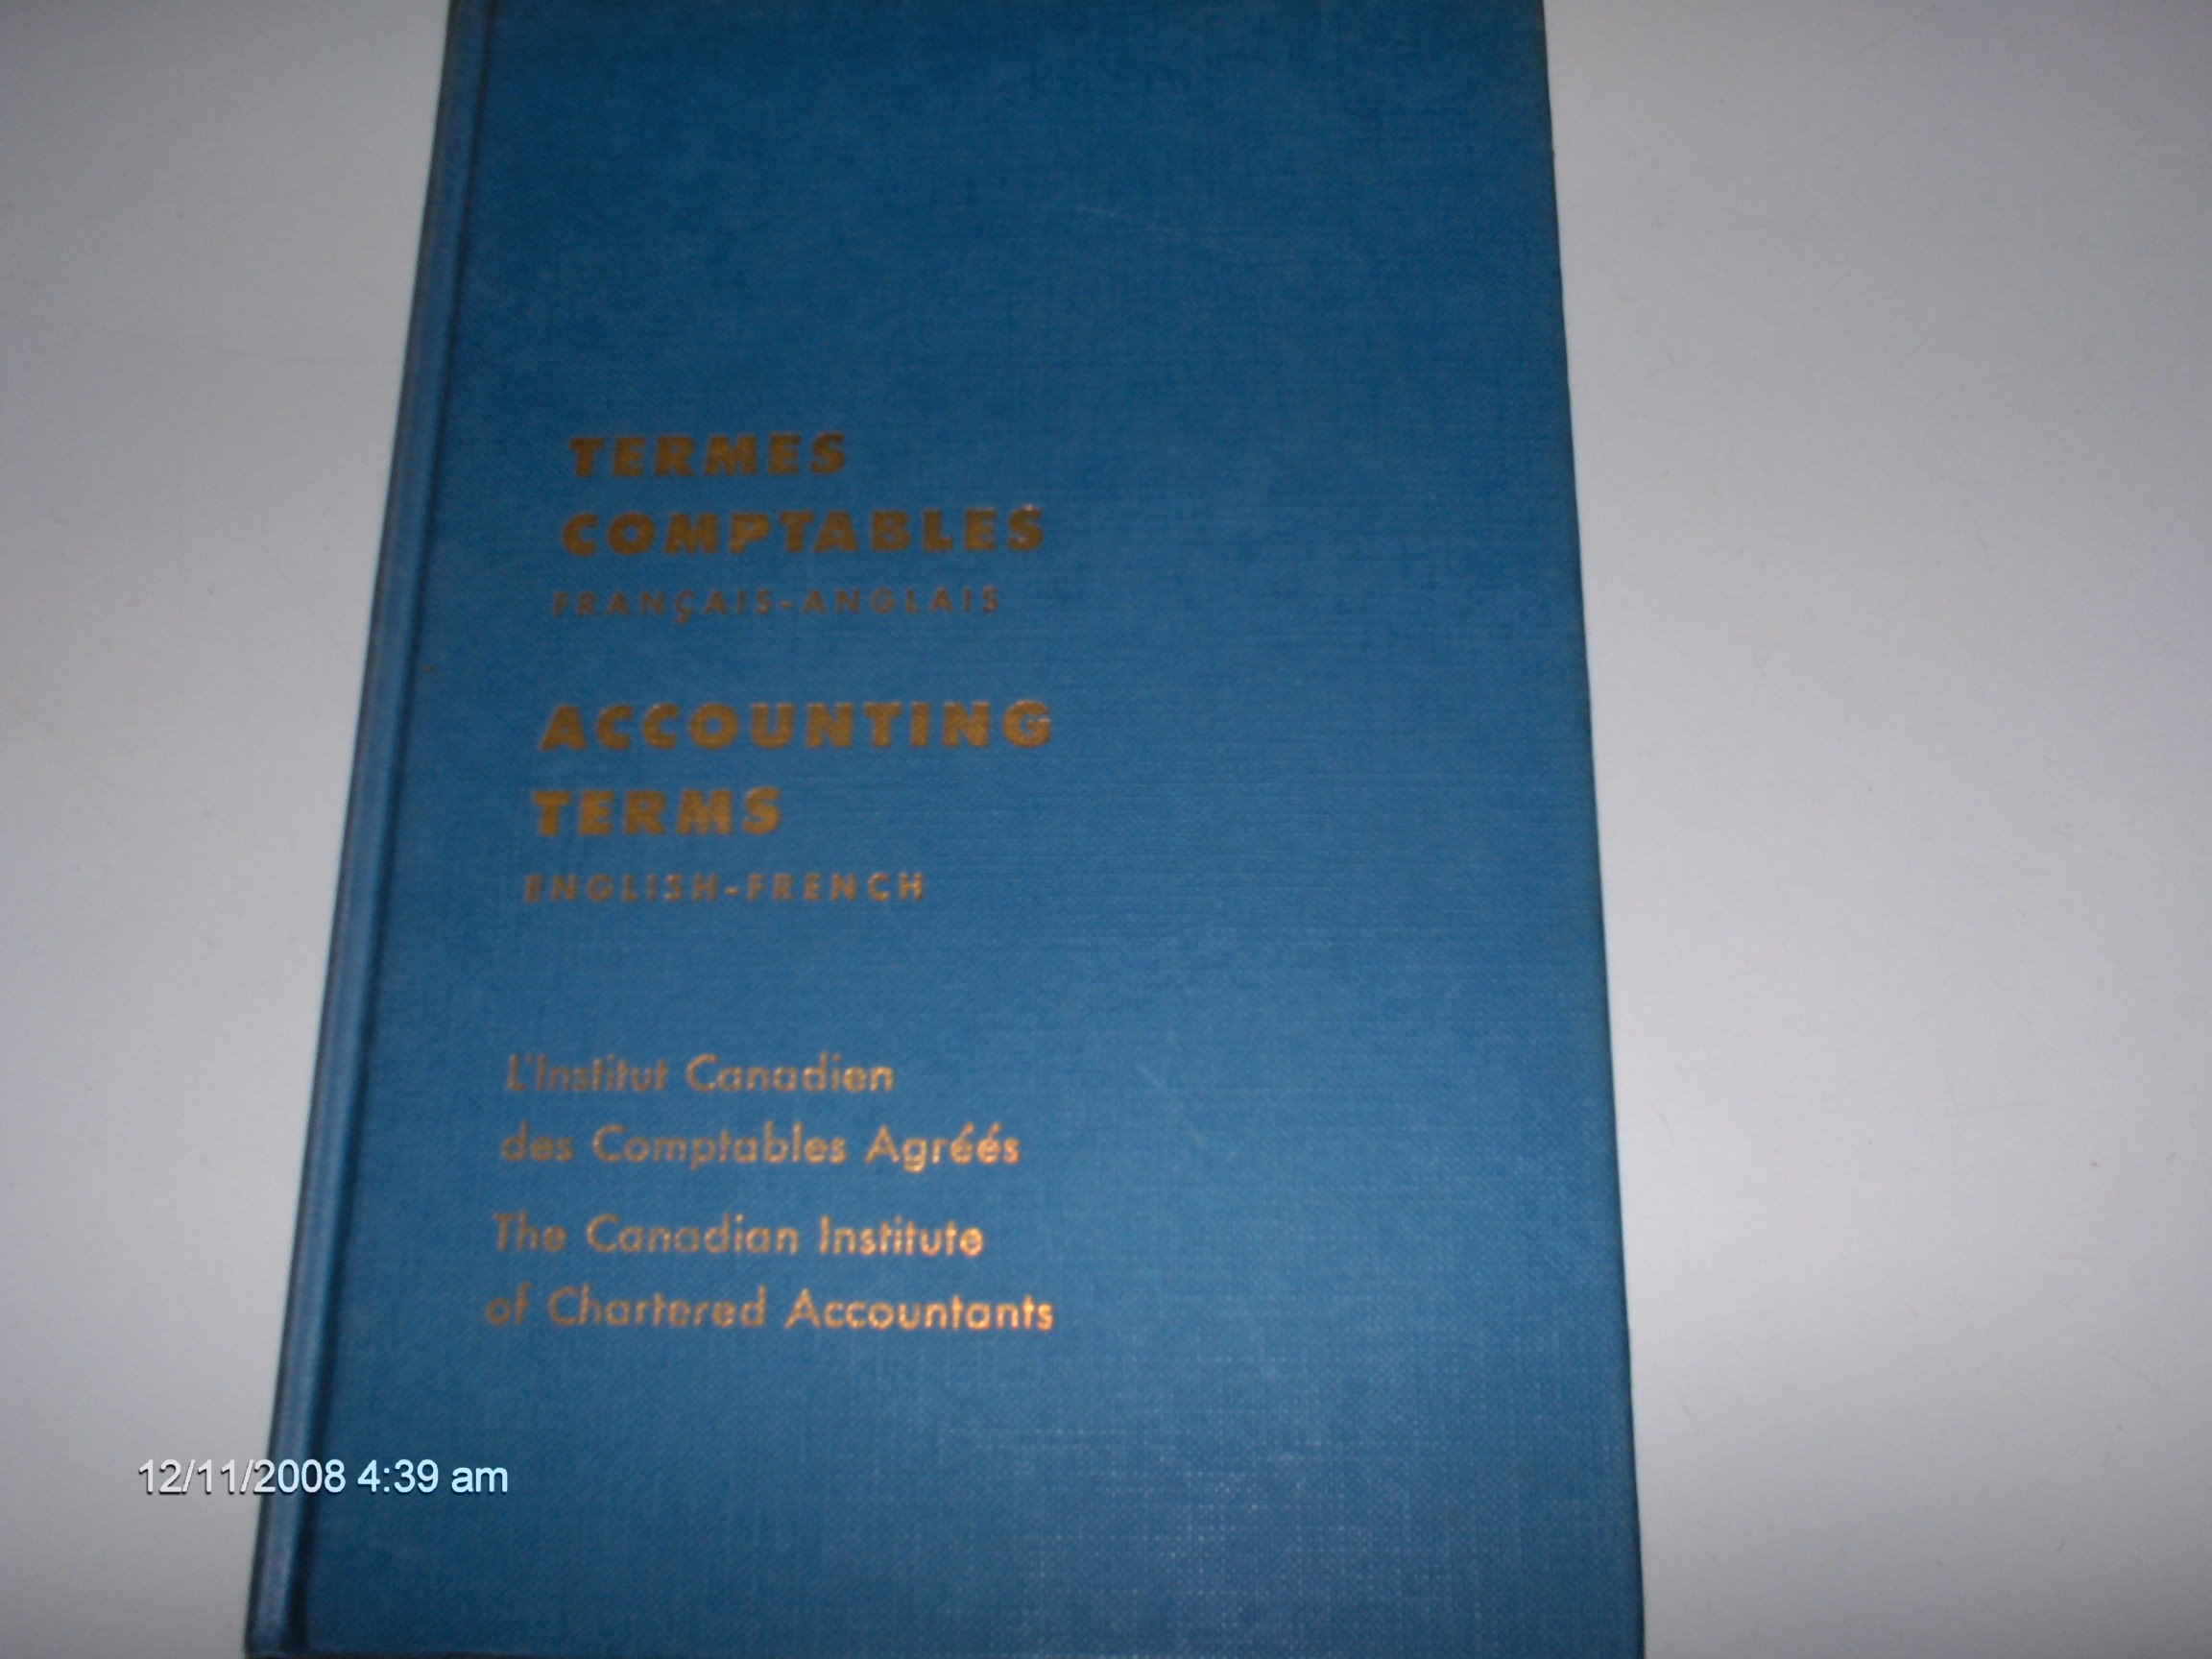 TERMES
COMPTABLES
FRANÇAIS-ANGLAIS
ACCOUNTING
TERMS
ENGLISH-FRENCH
L'Institut Canadien
des Comptables Agréés
The Canadian Institute
of Chartered Accountants
12/11/2008 4:39 am